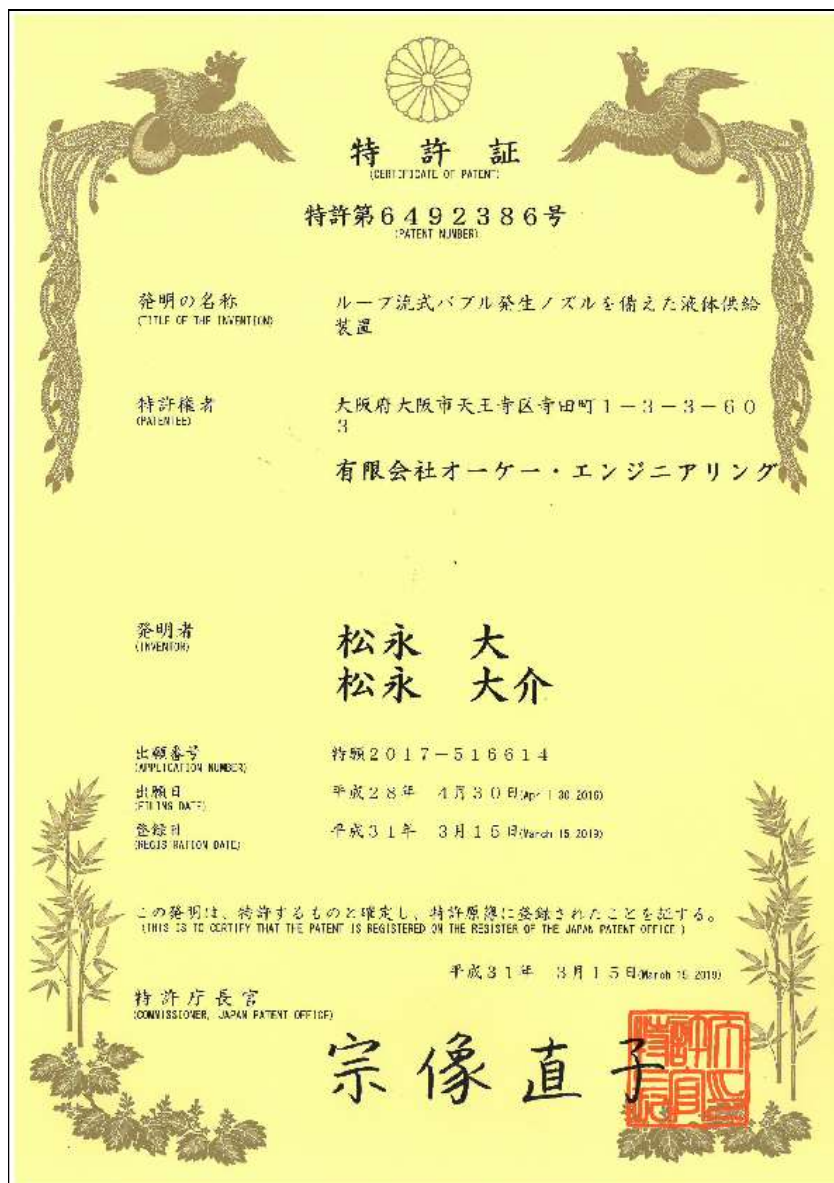 特許証
(CERTIFICATE OF PATENT)
特許第6492386号
(PATENT NUMBER)
発明の名称
(TITLE OF THE INVENTION)
ループ流式バブル発生ノズルを備えた液体供給
装置
特許権者
(PATENTEE)
大阪府大阪市天王寺区寺田町1-3-3-60
3
有限会社オーケー・エンジニアリング
発明者
(INVENTOR)
松永 大
松永 大介
出願番号
(APPLICATION NUMBER)
特願2017-516614
出願日
(FILING DATE)
平成28年 4月30日(April 30 2016)
登録日
(REGISTRATION DATE)
平成31年 3月15日(March 15 2019)
この発明は、特許するものと確定し、特許原簿に登録されたことを証する。
(THIS IS TO CERTIFY THAT THE PATENT IS REGISTERED ON THE REGISTER OF THE JAPAN PATENT OFFICE)
平成31年 3月15日(March 15 2019)
特許庁長官
(COMMISSIONER, JAPAN PATENT OFFICE)
宗像直子